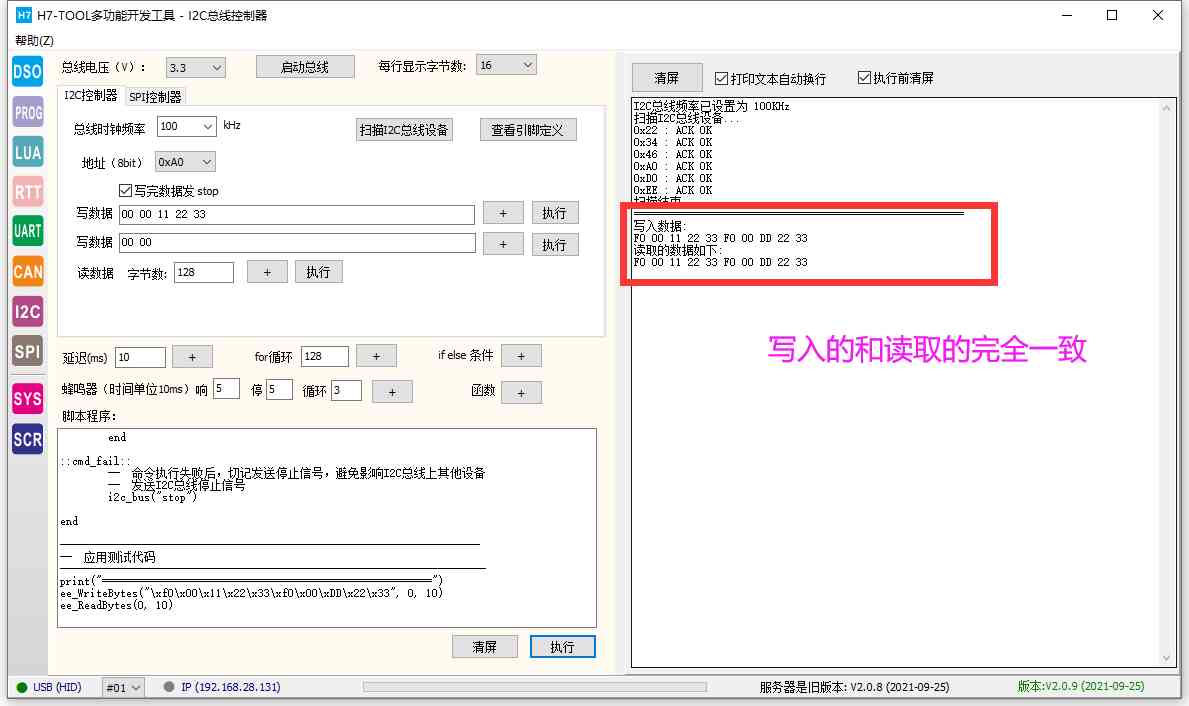 H7 H7-TOOL多功能开发工具 - I2C总线控制器
帮助(Z)
DSO
PROG
LUA
RTT
UART
CAN
I2C
SPI
SYS
SCR
总线电压（V）： 3.3 启动总线 每行显示字节数: 16
I2C控制器 SPI控制器
总线时钟频率 100 kHz 扫描I2C总线设备 查看引脚定义
地址（8bit） 0xA0
写完数据发 stop
写数据 00 00 11 22 33 + 执行
写数据 00 00 + 执行
读数据 字节数: 128 + 执行
延迟(ms) 10 + for循环 128 + if else 条件 +
蜂鸣器（时间单位10ms）响 5 停 5 循环 3 + 函数 +
脚本程序:
end
::cmd_fail::
-- 命令执行失败后，切记发送停止信号，避免影响I2C总线上其他设备
-- 发送I2C总线停止信号
i2c_bus("stop")
end
-- 应用测试代码
print("=======================================================")
ee_WriteBytes("\xf0\x00\x11\x22\x33\xf0\x00\xDD\x22\x33", 0, 10)
ee_ReadBytes(0, 10)
清屏 执行
清屏 打印文本自动换行 执行前清屏
I2C总线频率已设置为 100KHz
扫描I2C总线设备...
0x22 : ACK OK
0x34 : ACK OK
0x46 : ACK OK
0xA0 : ACK OK
0xD0 : ACK OK
0xEE : ACK OK
扫描结束
写入数据:
F0 00 11 22 33 F0 00 DD 22 33
读取的数据如下:
F0 00 11 22 33 F0 00 DD 22 33
写入的和读取的完全一致
USB (HID) #01 IP (192.168.28.131) 服务器是旧版本: V2.0.8 (2021-09-25) 版本:V2.0.9 (2021-09-25)